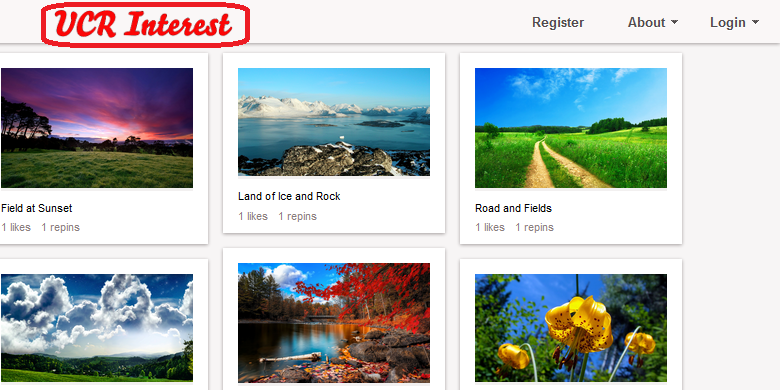 UCR Interest
Register
About
Login
Field at Sunset
1 likes 1 repins
Land of Ice and Rock
1 likes 1 repins
Road and Fields
1 likes 1 repins